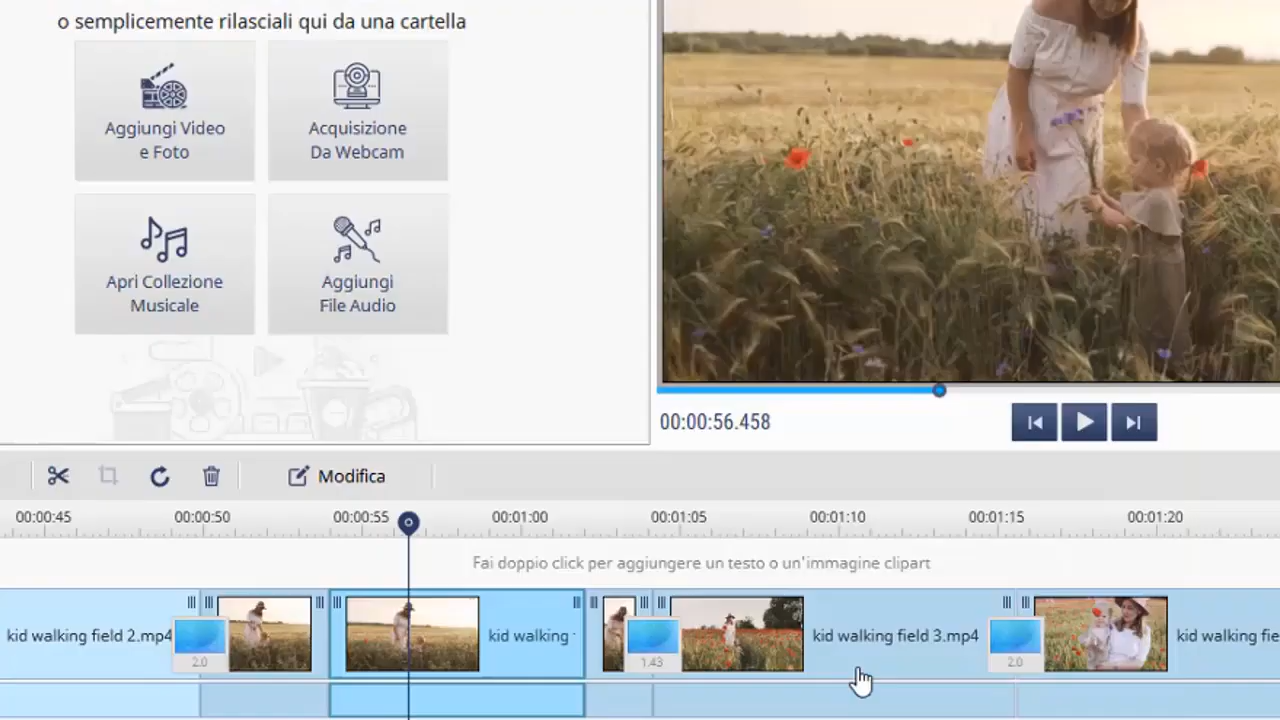 o semplicemente rilasciali qui da una cartella
Aggiungi Video
e Foto
Acquisizione
Da Webcam
Apri Collezione
Musicale
Aggiungi
File Audio
00:00:56.458
Modifica
00:00:45 00:00:50 00:00:55 00:01:00 00:01:05 00:01:10 00:01:15 00:01:20
Fai doppio click per aggiungere un testo o un'immagine clipart
kid walking field 2.mp4 kid walking kid walking field 3.mp4 kid walking fie
2.0 1.43 2.0